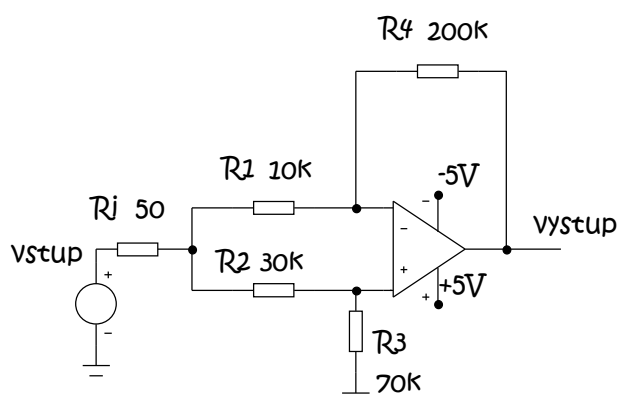 R4 200k
R1 10k
-5V
Ri 50
vystup
vstup
R2 30k
+5V
R3
70k